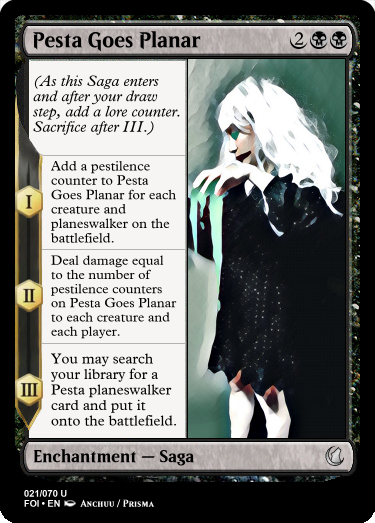 Pesta Goes Planar 2
(As this Saga enters
and after your draw
step, add a lore counter.
Sacrifice after III.)
I
Add a pestilence
counter to Pesta
Goes Planar for each
creature and
planeswalker on the
battlefield.
II
Deal damage equal
to the number of
pestilence counters
on Pesta Goes Planar
to each creature and
each player.
III
You may search
your library for a
Pesta planeswalker
card and put it
onto the battlefield.
Enchantment — Saga
021/070 U
FOI • EN Anchuu / Prisma